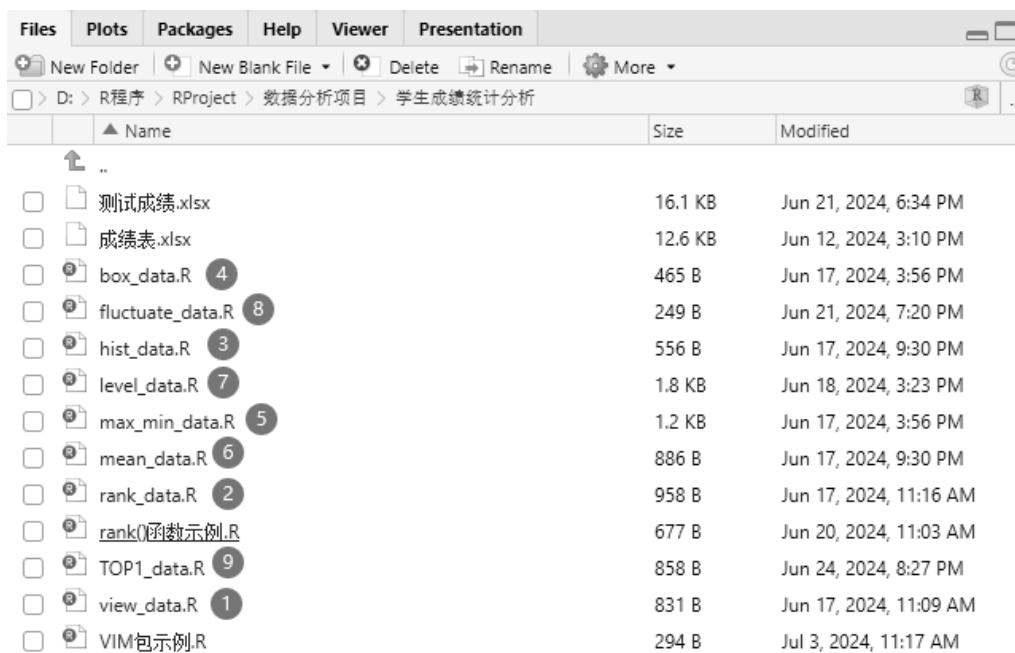 Files Plots Packages Help Viewer Presentation
New Folder New Blank File Delete Rename More
D: > R程序 > RProject > 数据分析项目 > 学生成绩统计分析 R ..
Name Size Modified
..
测试成绩.xlsx 16.1 KB Jun 21, 2024, 6:34 PM
成绩表.xlsx 12.6 KB Jun 12, 2024, 3:10 PM
R box_data.R 4 465 B Jun 17, 2024, 3:56 PM
R fluctuate_data.R 8 249 B Jun 21, 2024, 7:20 PM
R hist_data.R 3 556 B Jun 17, 2024, 9:30 PM
R level_data.R 7 1.8 KB Jun 18, 2024, 3:23 PM
R max_min_data.R 5 1.2 KB Jun 17, 2024, 3:56 PM
R mean_data.R 6 886 B Jun 17, 2024, 9:30 PM
R rank_data.R 2 958 B Jun 17, 2024, 11:16 AM
R rank()函数示例.R 677 B Jun 20, 2024, 11:03 AM
R TOP1_data.R 9 858 B Jun 24, 2024, 8:27 PM
R view_data.R 1 831 B Jun 17, 2024, 11:09 AM
R VIM包示例.R 294 B Jul 3, 2024, 11:17 AM